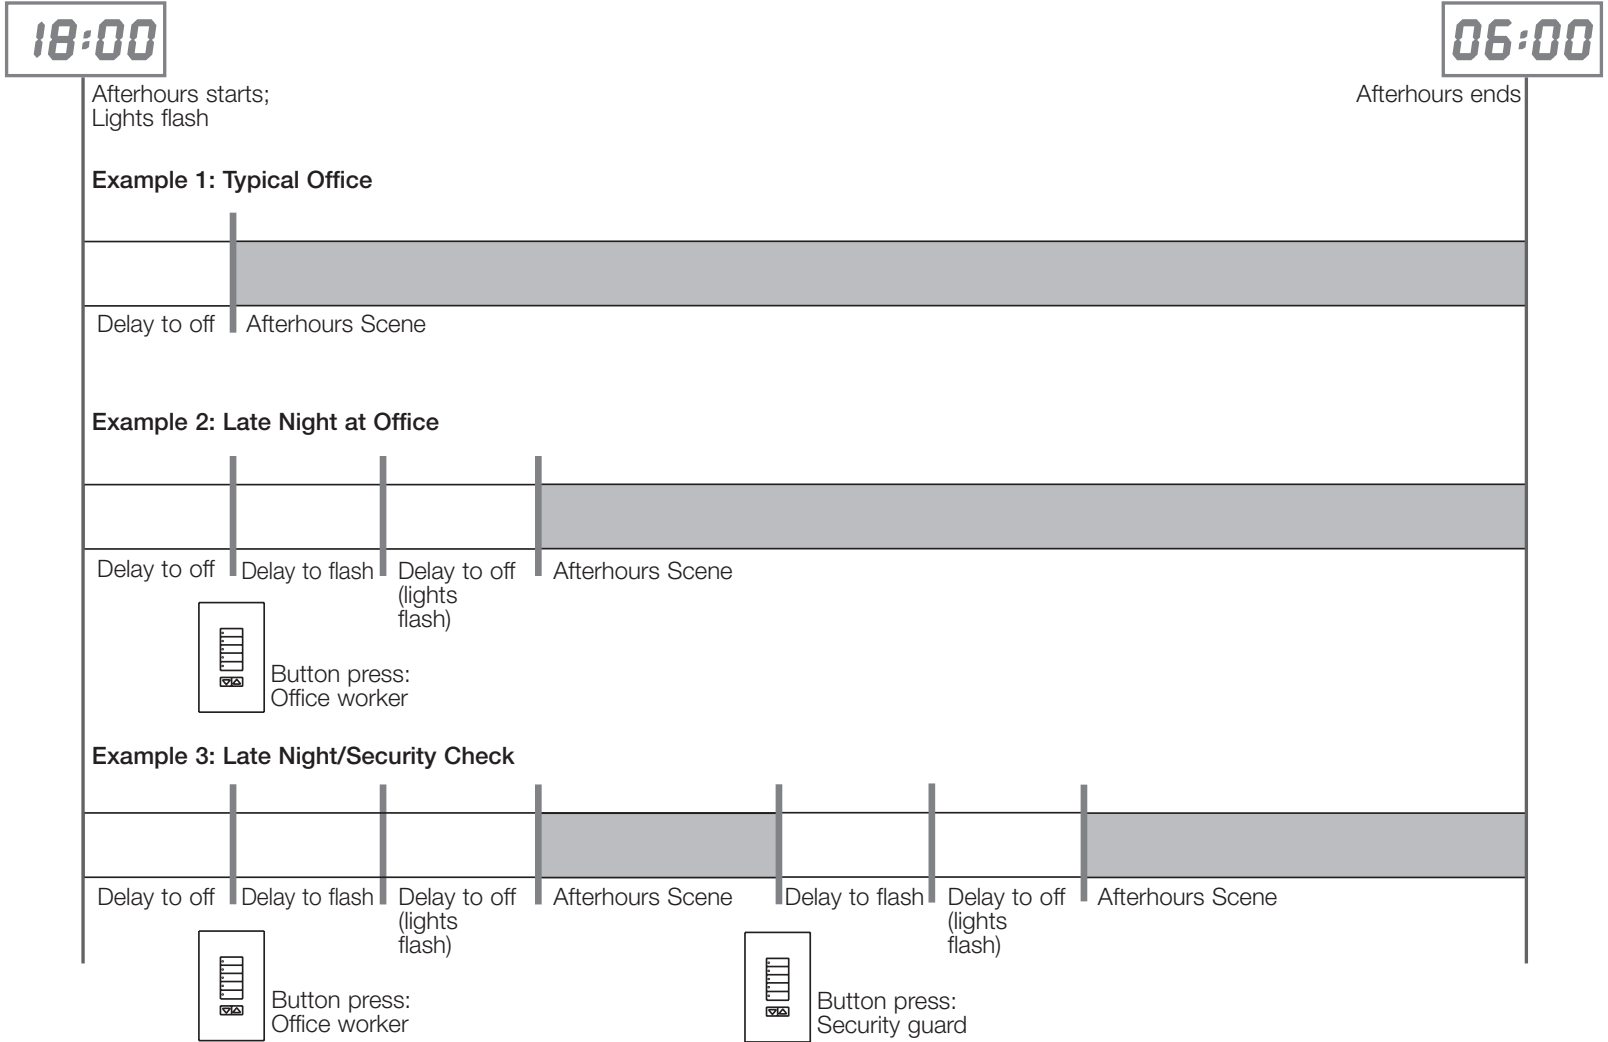 18:00
06:00
Afterhours starts;
Lights flash
Afterhours ends
Example 1: Typical Office
Delay to off
Afterhours Scene
Example 2: Late Night at Office
Delay to off
Delay to flash
Delay to off
(lights
flash)
Afterhours Scene
Button press:
Office worker
Example 3: Late Night/Security Check
Delay to off
Delay to flash
Delay to off
(lights
flash)
Afterhours Scene
Delay to flash
Delay to off
(lights
flash)
Afterhours Scene
Button press:
Office worker
Button press:
Security guard